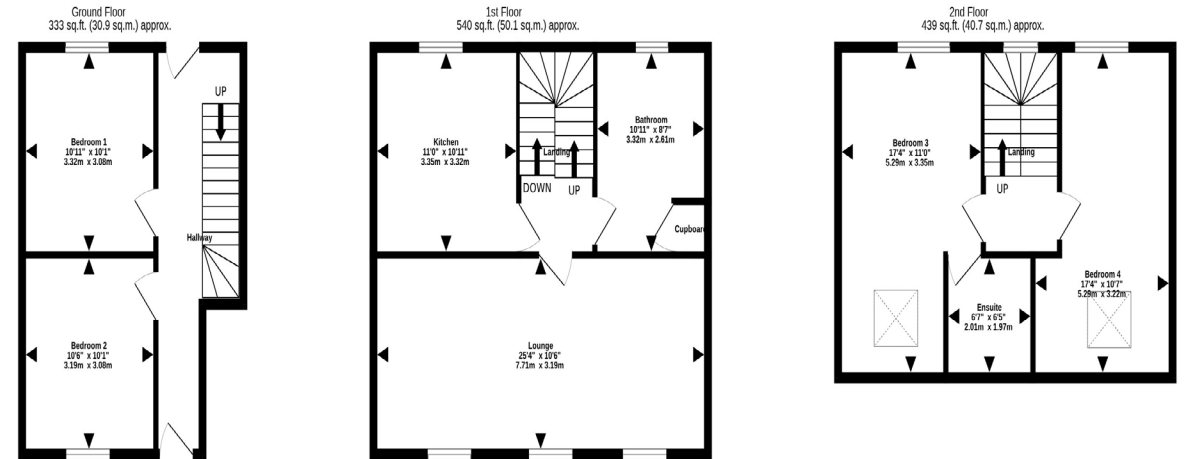 Ground Floor
333 sq.ft. (30.9 sq.m.) approx.
UP
Bedroom 1
10'11" x 10'1"
3.32m x 3.08m
Hallway
Bedroom 2
10'6" x 10'1"
3.19m x 3.08m
1st Floor
540 sq.ft. (50.1 sq.m.) approx.
Kitchen
11'0" x 10'11"
3.35m x 3.32m
Landing
DOWN
UP
Bathroom
10'11" x 8'7"
3.32m x 2.61m
Cupboard
Lounge
25'4" x 10'6"
7.71m x 3.19m
2nd Floor
439 sq.ft. (40.7 sq.m.) approx.
Bedroom 3
17'4" x 11'0"
5.29m x 3.35m
Landing
UP
Ensuite
6'7" x 6'5"
2.01m x 1.97m
Bedroom 4
17'4" x 10'7"
5.29m x 3.22m